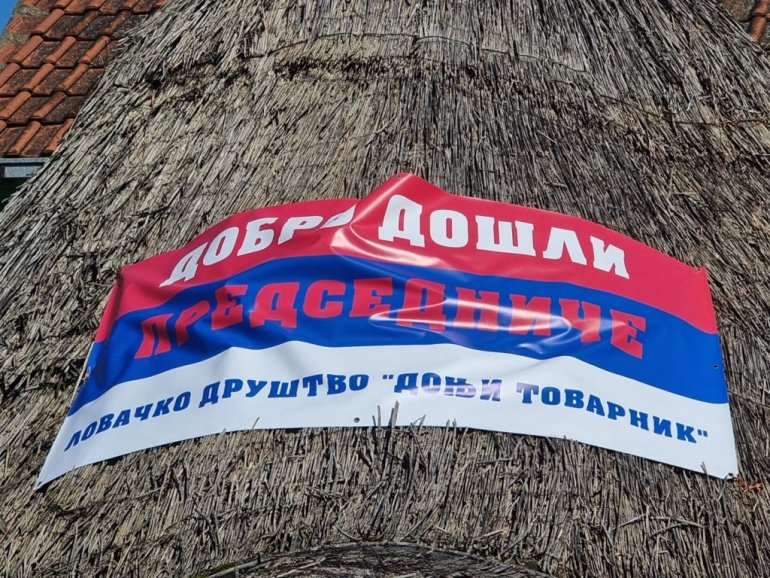 ДОБРО ДОШЛИ
ПРЕДСЕДНИЧЕ
ЛОВАЧКО ДРУШТВО "ДОЊИ ТОВАРНИК"